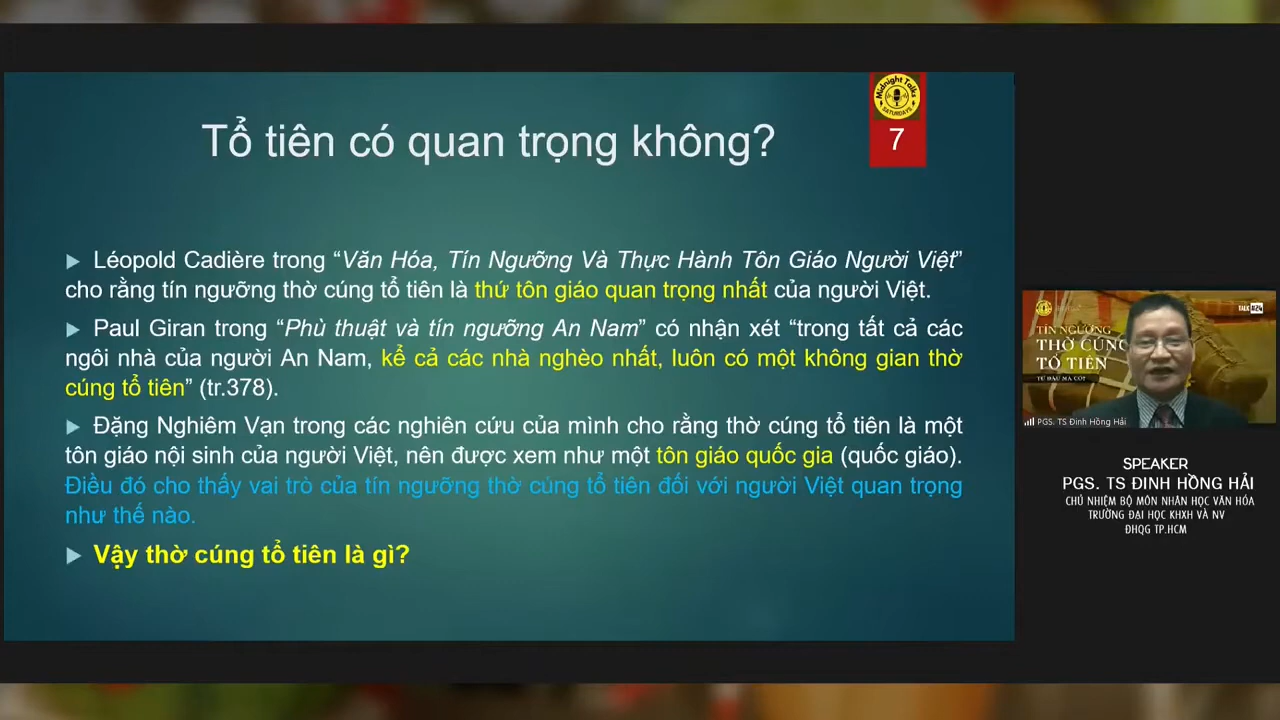 Midnight Talks
SATURDAYS
7
Tổ tiên có quan trọng không?
Léopold Cadière trong “Văn Hóa, Tín Ngưỡng Và Thực Hành Tôn Giáo Người Việt”
cho rằng tín ngưỡng thờ cúng tổ tiên là thứ tôn giáo quan trọng nhất của người Việt.
Paul Giran trong “Phù thuật và tín ngưỡng An Nam” có nhận xét “trong tất cả các
ngôi nhà của người An Nam, kể cả các nhà nghèo nhất, luôn có một không gian thờ
cúng tổ tiên” (tr.378).
Đặng Nghiêm Vạn trong các nghiên cứu của mình cho rằng thờ cúng tổ tiên là một
tôn giáo nội sinh của người Việt, nên được xem như một tôn giáo quốc gia (quốc giáo).
Điều đó cho thấy vai trò của tín ngưỡng thờ cúng tổ tiên đối với người Việt quan trọng
như thế nào.
Vậy thờ cúng tổ tiên là gì?
TALK #24
TÍN NGƯỠNG
THỜ CÚNG
TỔ TIÊN
TỪ ĐÂU MÀ CÓ?
PGS. TS Đinh Hồng Hải
SPEAKER
PGS. TS ĐINH HỒNG HẢI
CHỦ NHIỆM BỘ MÔN NHÂN HỌC VĂN HÓA
TRƯỜNG ĐẠI HỌC KHXH VÀ NV
ĐHQG TP.HCM